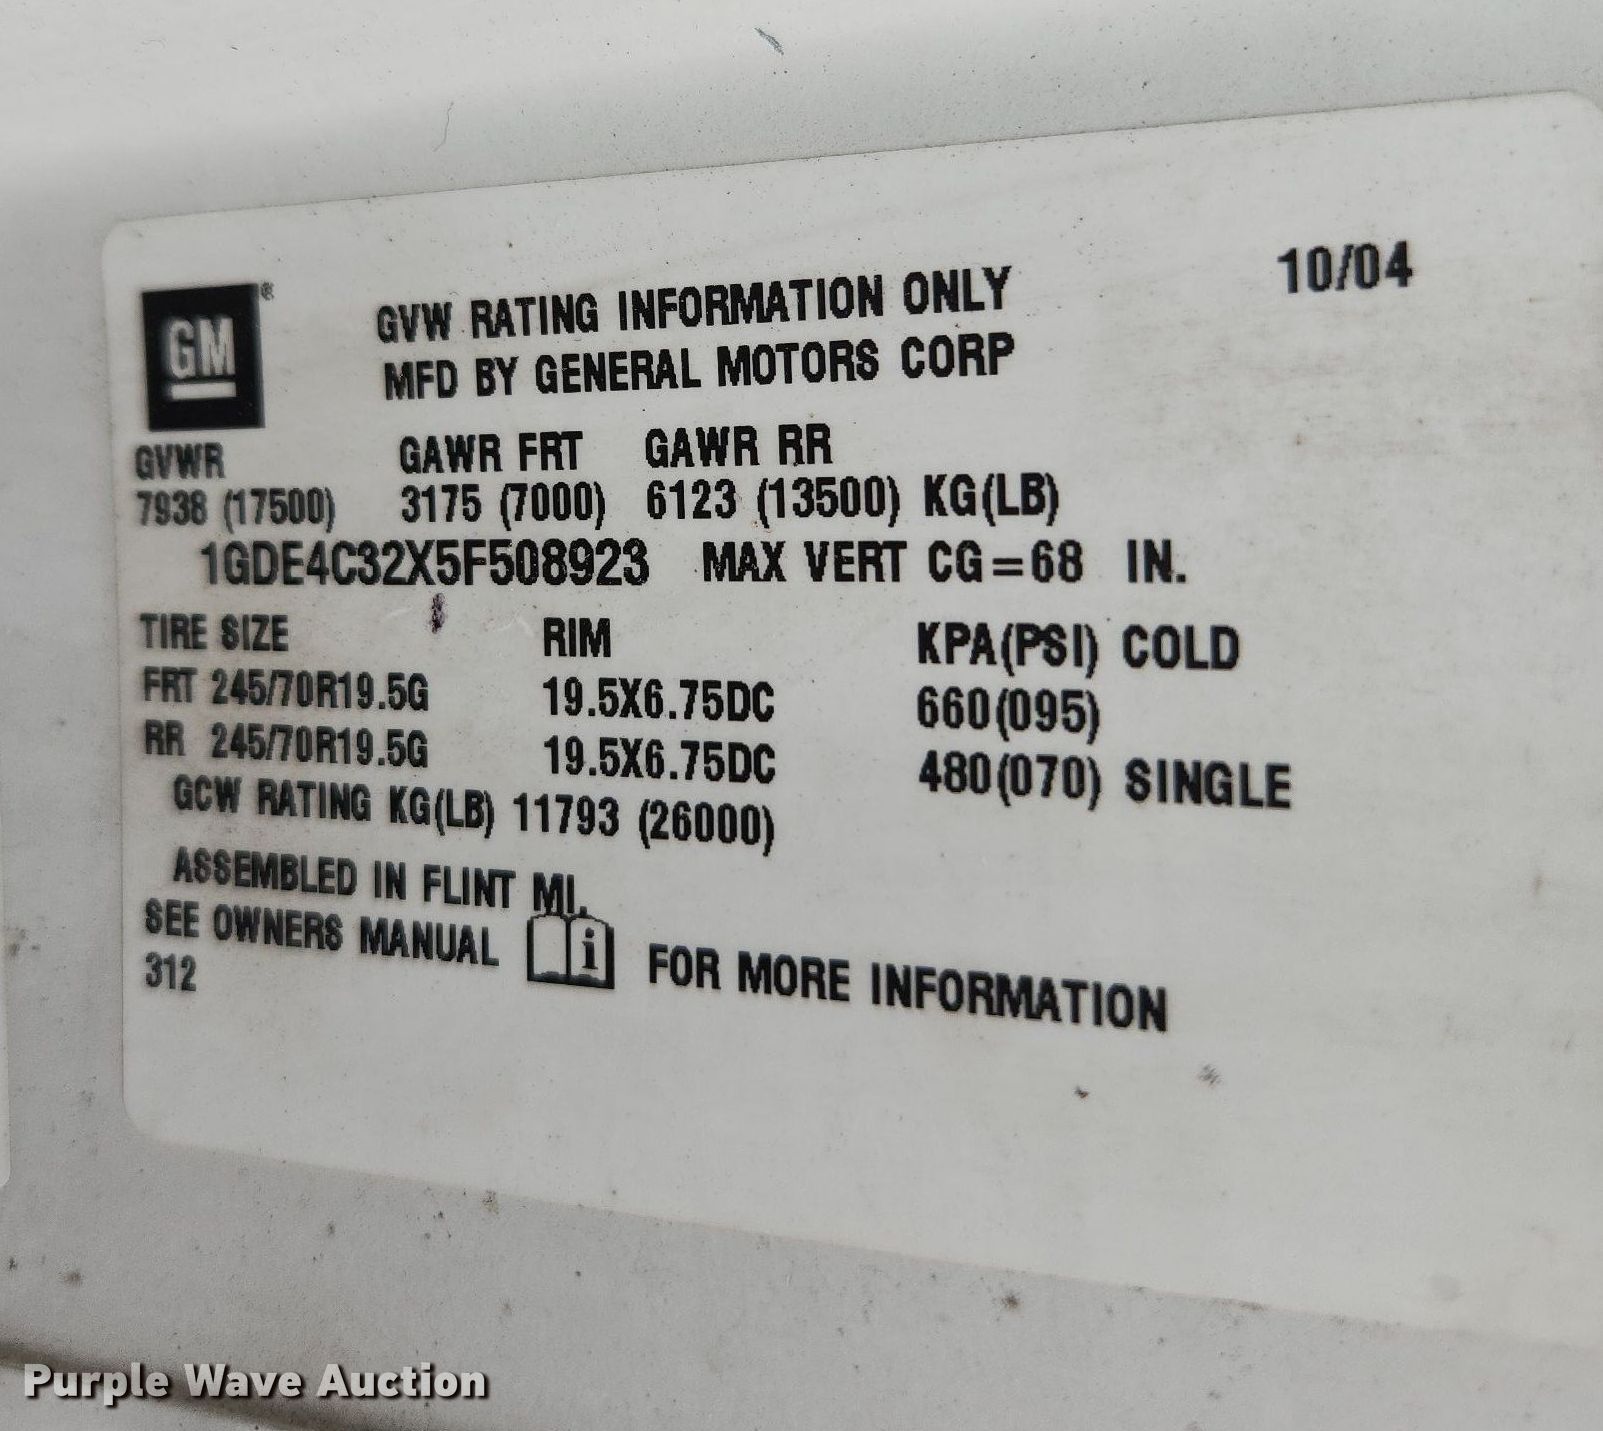 10/04
GM®
GVW RATING INFORMATION ONLY
MFD BY GENERAL MOTORS CORP
GVWR GAWR FRT GAWR RR
7938 (17500) 3175 (7000) 6123 (13500) KG(LB)
1GDE4C32X5F508923 MAX VERT CG=68 IN.
TIRE SIZE RIM KPA(PSI) COLD
FRT 245/70R19.5G 19.5X6.75DC 660(095)
RR 245/70R19.5G 19.5X6.75DC 480(070) SINGLE
GCW RATING KG(LB) 11793 (26000)
ASSEMBLED IN FLINT MI.
SEE OWNERS MANUAL i FOR MORE INFORMATION
312
Purple Wave Auction